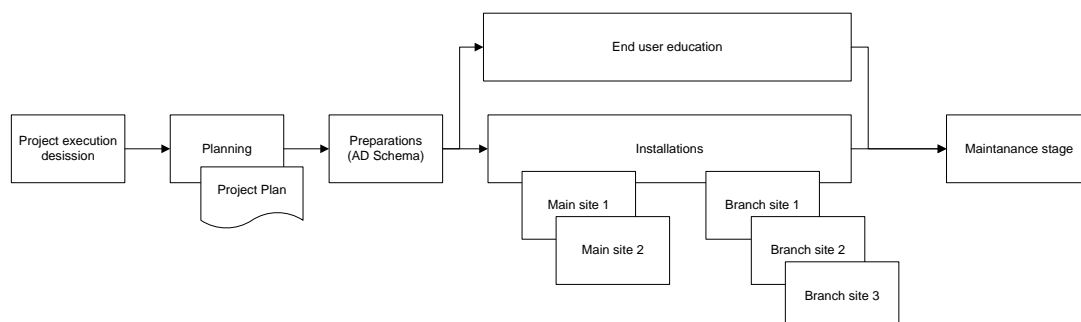 End user education
Project execution
desission
Planning
Preparations
(AD Schema)
Installations
Maintanance stage
Project Plan
Main site 1
Branch site 1
Main site 2
Branch site 2
Branch site 3